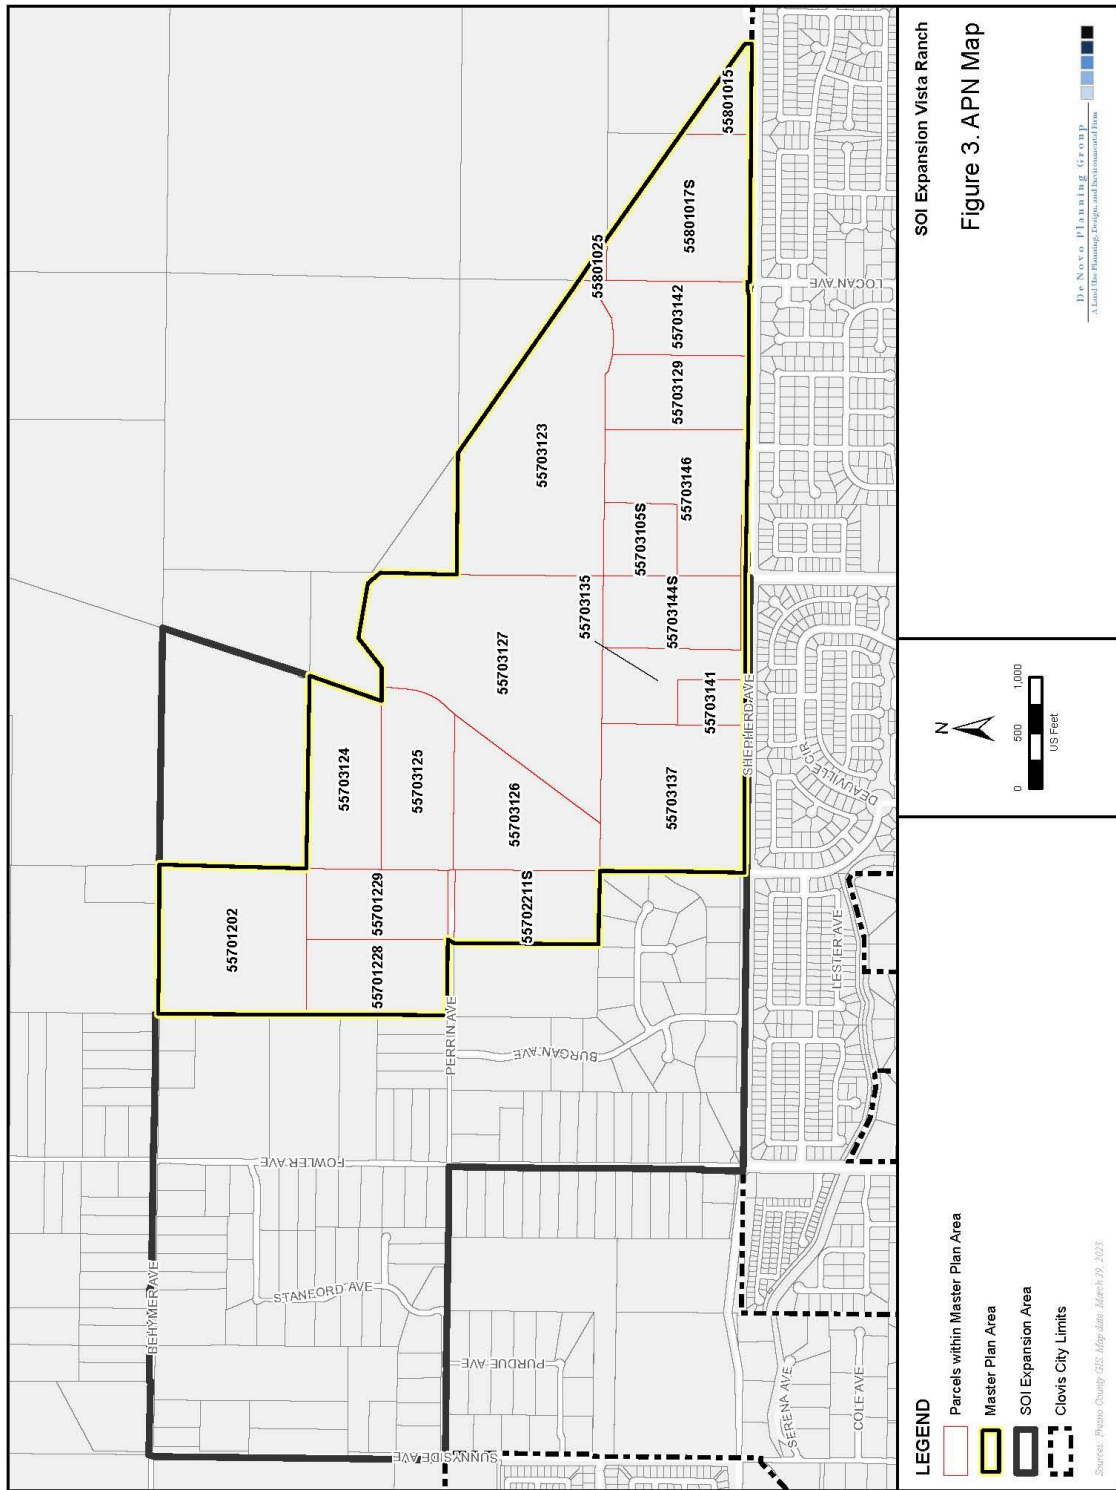 BEHYMER AVE
SUNNYSIDE AVE
STANFORD AVE
PURDUE AVE
FOWLER AVE
PERRIN AVE
BURGAN AVE
SERENA AVE
COLE AVE
LESTER AVE
DEAUVILLE CIR
SHEPHERD AVE
LOGAN AVE
55701202
55701228
55701229
55702211S
55703124
55703125
55703126
55703127
55703137
55703141
55703135
55703144S
55703105S
55703123
55703146
55703129
55703142
55801025
55801017S
55801015
LEGEND
Parcels within Master Plan Area
Master Plan Area
SOI Expansion Area
Clovis City Limits
Sources: Fresno County GIS. Map date: March 29, 2023
N
0 500 1,000
US Feet
SOI Expansion Vista Ranch
Figure 3. APN Map
De Novo Planning Group
A Land Use Planning, Design, and Environmental Firm